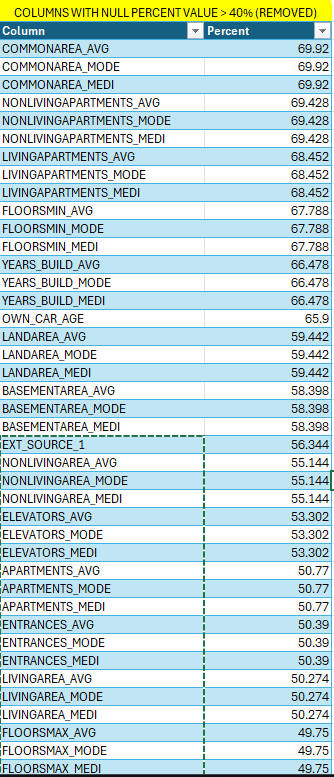 COLUMNS WITH NULL PERCENT VALUE > 40% (REMOVED)
Column Percent
COMMONAREA_AVG 69.92
COMMONAREA_MODE 69.92
COMMONAREA_MEDI 69.92
NONLIVINGAPARTMENTS_AVG 69.428
NONLIVINGAPARTMENTS_MODE 69.428
NONLIVINGAPARTMENTS_MEDI 69.428
LIVINGAPARTMENTS_AVG 68.452
LIVINGAPARTMENTS_MODE 68.452
LIVINGAPARTMENTS_MEDI 68.452
FLOORSMIN_AVG 67.788
FLOORSMIN_MODE 67.788
FLOORSMIN_MEDI 67.788
YEARS_BUILD_AVG 66.478
YEARS_BUILD_MODE 66.478
YEARS_BUILD_MEDI 66.478
OWN_CAR_AGE 65.9
LANDAREA_AVG 59.442
LANDAREA_MODE 59.442
LANDAREA_MEDI 59.442
BASEMENTAREA_AVG 58.398
BASEMENTAREA_MODE 58.398
BASEMENTAREA_MEDI 58.398
EXT_SOURCE_1 56.344
NONLIVINGAREA_AVG 55.144
NONLIVINGAREA_MODE 55.144
NONLIVINGAREA_MEDI 55.144
ELEVATORS_AVG 53.302
ELEVATORS_MODE 53.302
ELEVATORS_MEDI 53.302
APARTMENTS_AVG 50.77
APARTMENTS_MODE 50.77
APARTMENTS_MEDI 50.77
ENTRANCES_AVG 50.39
ENTRANCES_MODE 50.39
ENTRANCES_MEDI 50.39
LIVINGAREA_AVG 50.274
LIVINGAREA_MODE 50.274
LIVINGAREA_MEDI 50.274
FLOORSMAX_AVG 49.75
FLOORSMAX_MODE 49.75
FLOORSMAX_MEDI 49.75